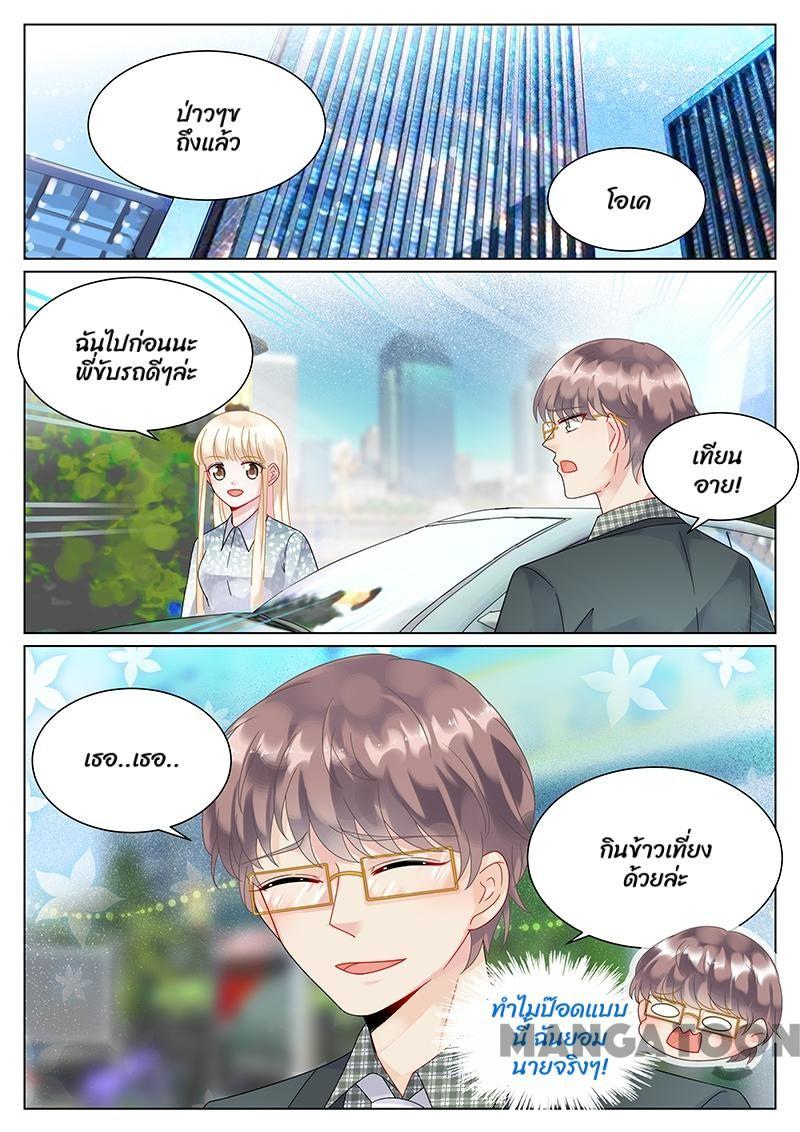 ป่าวๆข
ถึงแล้ว
โอเค
ฉันไปก่อนนะ
พี่ขับรถดีๆล่ะ
เทียน
อาย!
เธอ..เธอ..
กินข้าวเที่ยง
ด้วยล่ะ
ทำไมป๊อดแบบ
นี้ ฉันยอม
นายจริงๆ!
MANGATOON